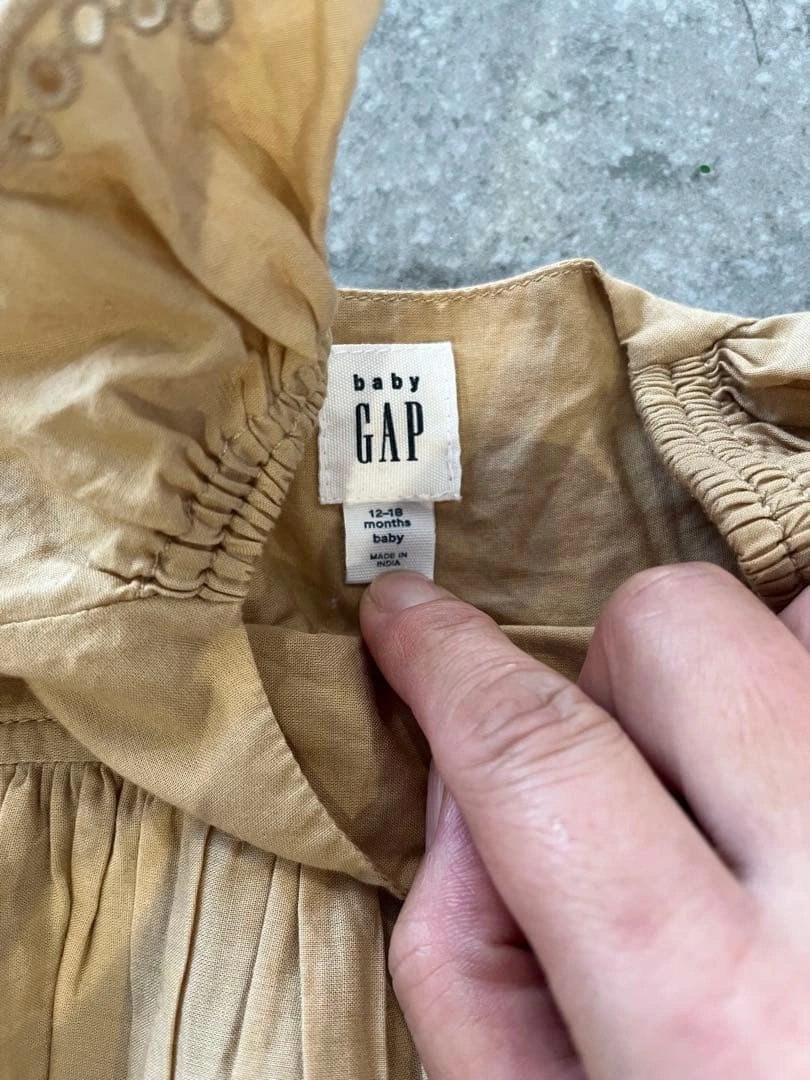 baby
GAP
12–18
months
baby
MADE IN
INDIA